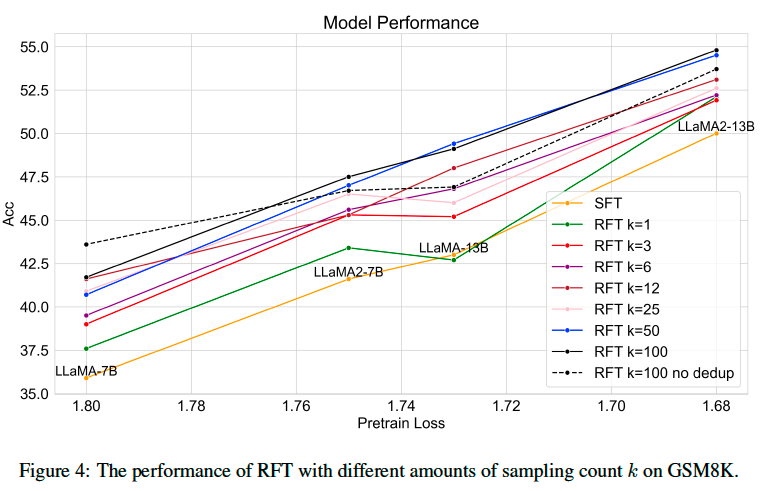 Model Performance
55.0
52.5
50.0
47.5
45.0
42.5
40.0
37.5
35.0
Acc
LLaMA2-13B
LLaMA-13B
LLaMA2-7B
LLaMA-7B
SFT
RFT k=1
RFT k=3
RFT k=6
RFT k=12
RFT k=25
RFT k=50
RFT k=100
RFT k=100 no dedup
1.80 1.78 1.76 1.74 1.72 1.70 1.68
Pretrain Loss
Figure 4: The performance of RFT with different amounts of sampling count k on GSM8K.